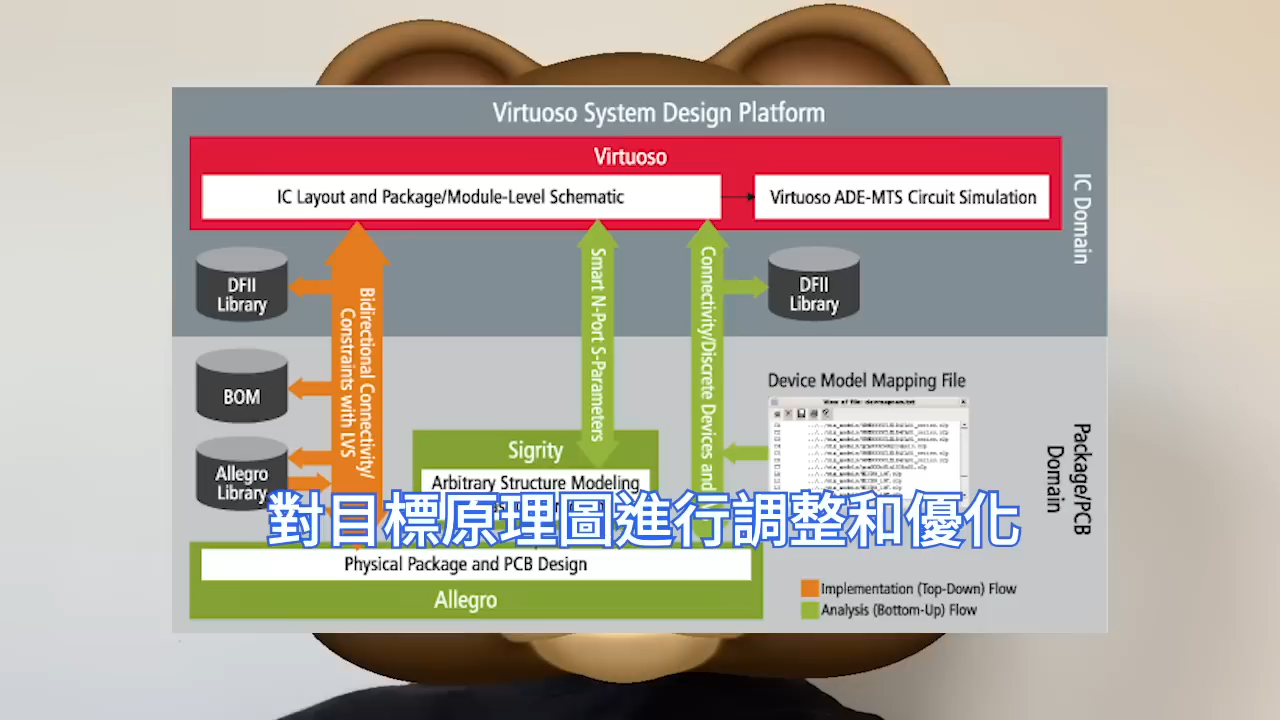 Virtuoso System Design Platform
Virtuoso
IC Layout and Package/Module-Level Schematic
Virtuoso ADE-MTS Circuit Simulation
IC Domain
DFII
Library
Bidirectional Connectivity/
Constraints with LVS
Smart N-Port S-Parameters
Connectivity/Discrete Devices and
DFII
Library
BOM
Device Model Mapping File
Allegro
Library
Sigrity
Arbitrary Structure Modeling
Package/PCB
Domain
對目標原理圖進行調整和優化
Physical Package and PCB Design
Allegro
Implementation (Top-Down) Flow
Analysis (Bottom-Up) Flow